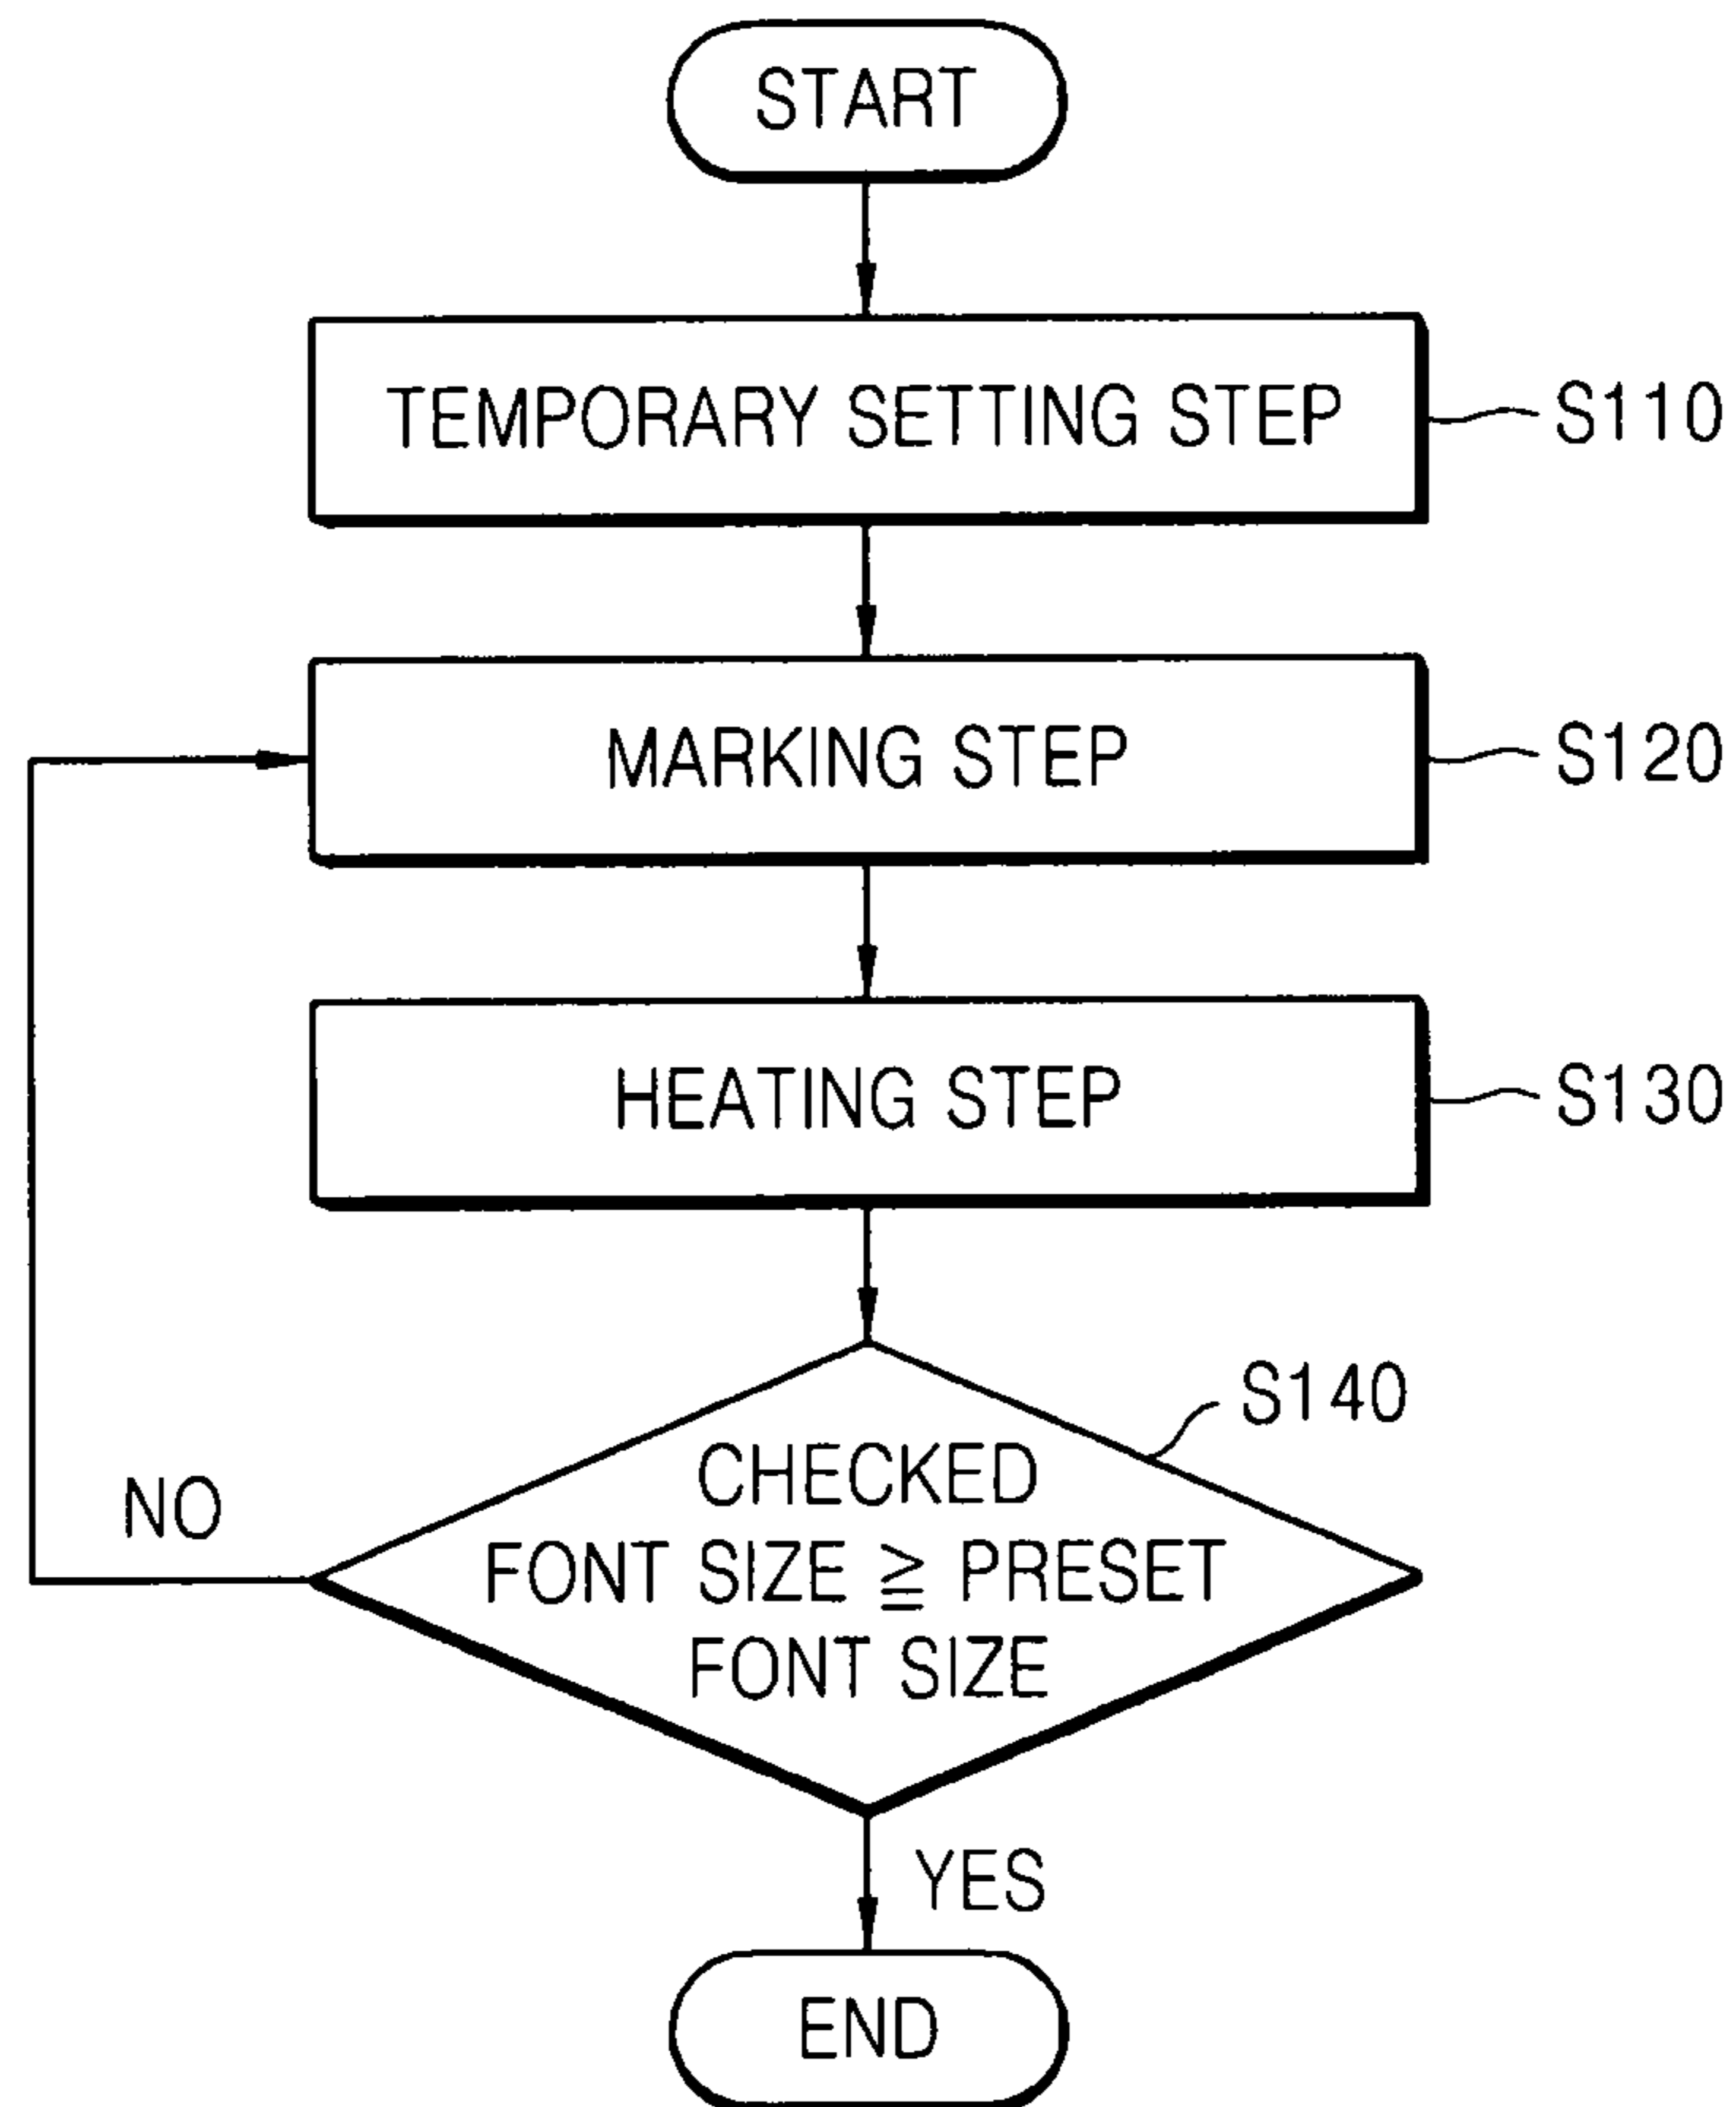 START
TEMPORARY SETTING STEP
S110
MARKING STEP
S120
HEATING STEP
S130
S140
CHECKED
FONT SIZE ≧ PRESET
FONT SIZE
NO
YES
END